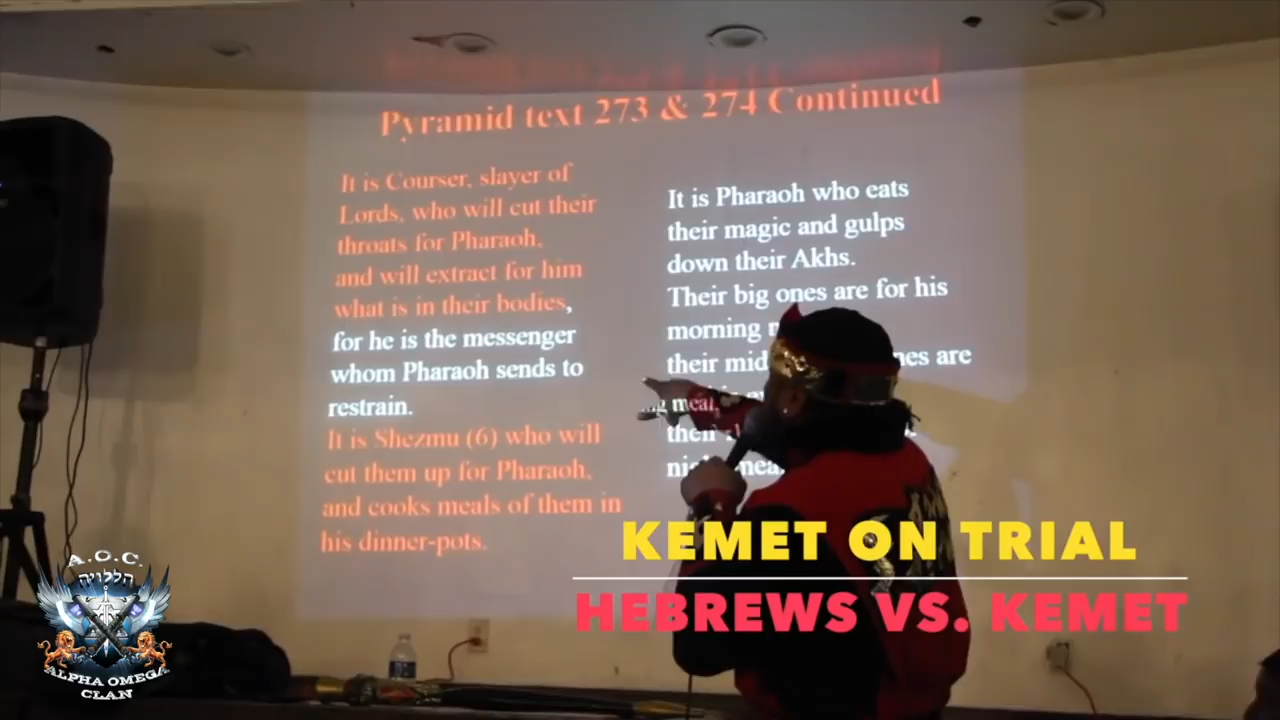 Pyramid text 273 & 274 Continued
It is Courser, slayer of
Lords, who will cut their
throats for Pharaoh,
and will extract for him
what is in their bodies,
for he is the messenger
whom Pharaoh sends to
restrain.
It is Shezmu (6) who will
cut them up for Pharaoh,
and cooks meals of them in
his dinner-pots.
It is Pharaoh who eats
their magic and gulps
down their Akhs.
Their big ones are for his
morning
their are
meal,
their
KEMET ON TRIAL
HEBREWS VS. KEMET
A.O.C.
הללויה
ALPHA OMEGA
CLAN